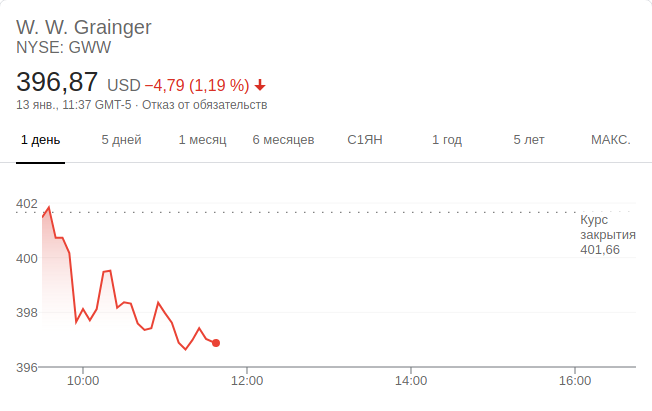 W. W. Grainger
NYSE: GWW
396,87 USD −4,79 (1,19 %)
13 янв., 11:37 GMT-5 · Отказ от обязательств
1 день 5 дней 1 месяц 6 месяцев С1ЯН 1 год 5 лет МАКС.
402
Курс
закрытия
401,66
400
398
396
10:00 12:00 14:00 16:00